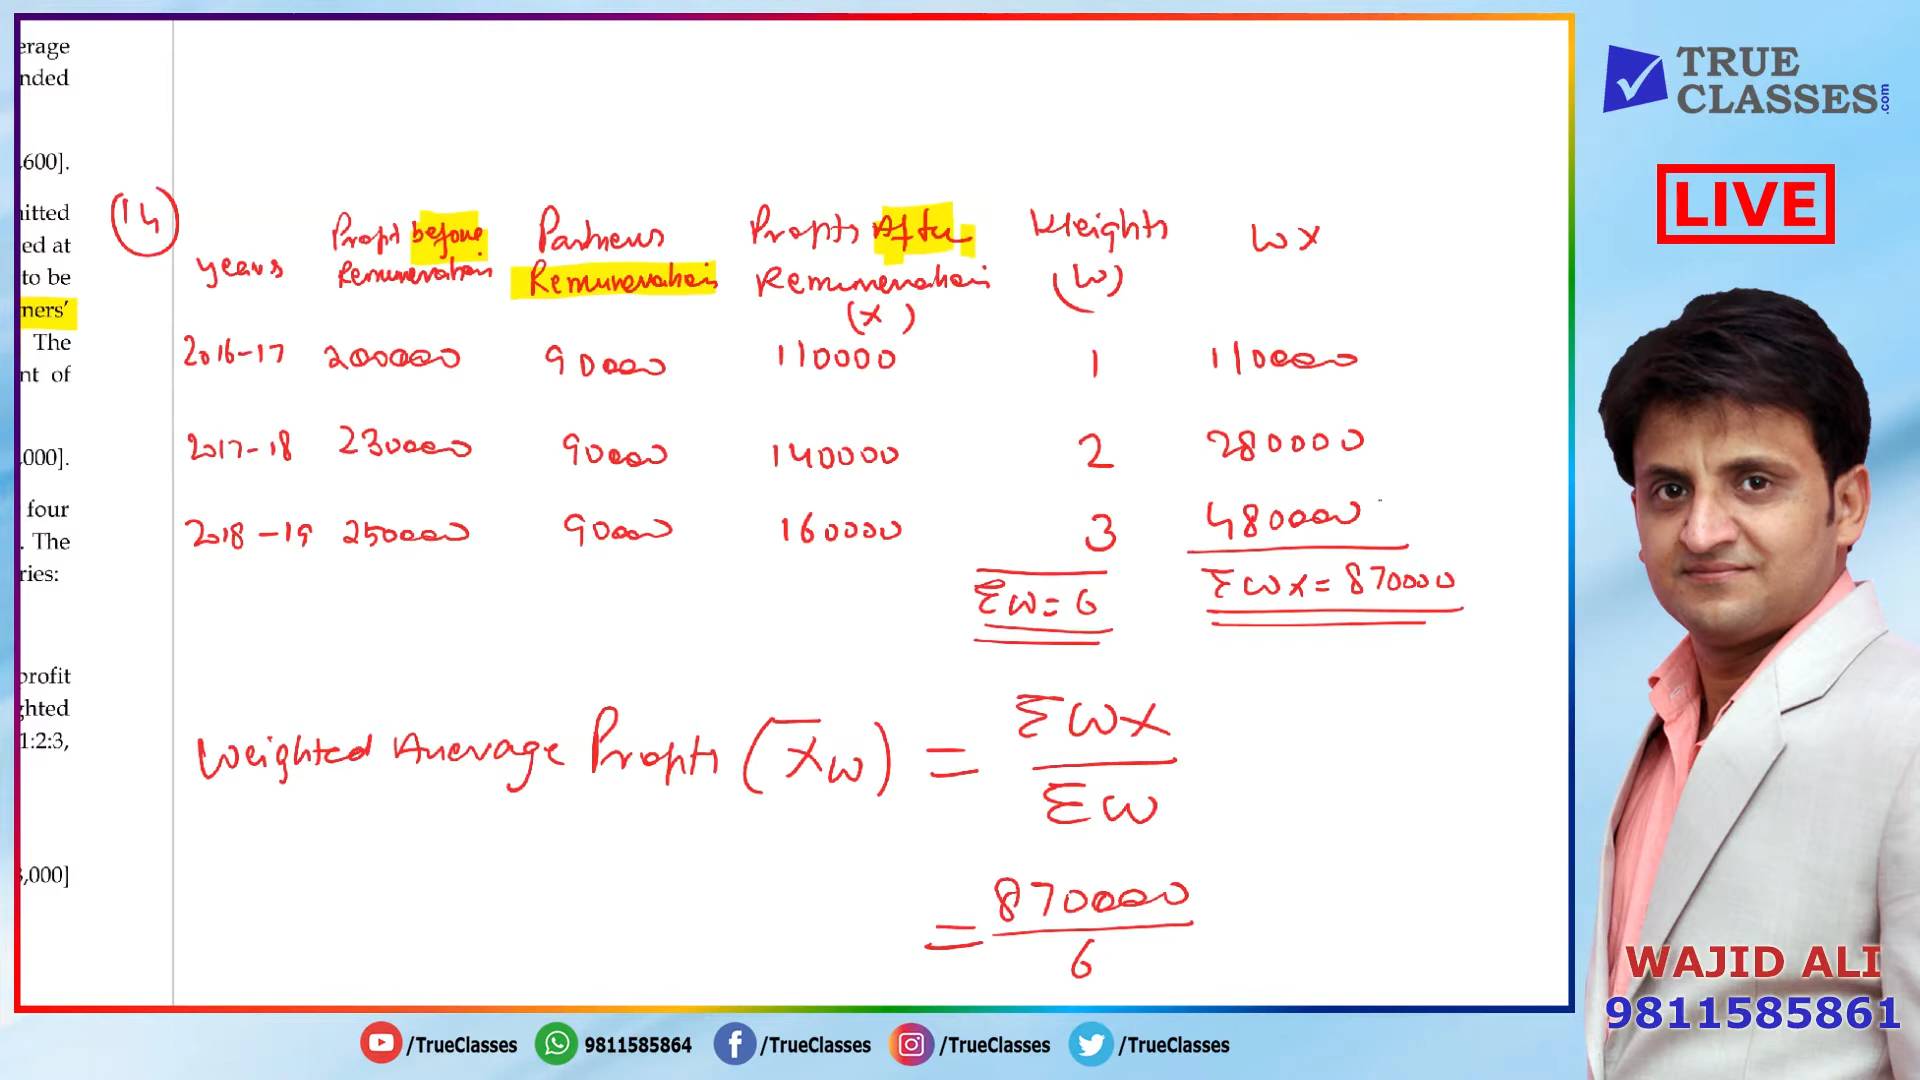 erage
nded
,600].
nitted
ed at
to be
ners'
The
nt of
,000].
four
. The
ries:
profit
ghted
1:2:3,
3,000]
(14)
years
Profit before Remuneration
Partners Remuneration
Profits After Remuneration (x)
Weights (W)
WX
2016-17 200000 90000 110000 1 110000
2017-18 230000 90000 140000 2 280000
2018-19 250000 90000 160000 3 480000
ΣW = 6
ΣWX = 870000
Weighted Average Profits (X̄w) = ΣWX / ΣW
= 870000 / 6
TRUE
CLASSES.com
LIVE
WAJID ALI
9811585861
/TrueClasses
9811585864
/TrueClasses
/TrueClasses
/TrueClasses